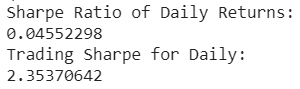 Sharpe Ratio of Daily Returns:
0.04552298
Trading Sharpe for Daily:
2.35370642